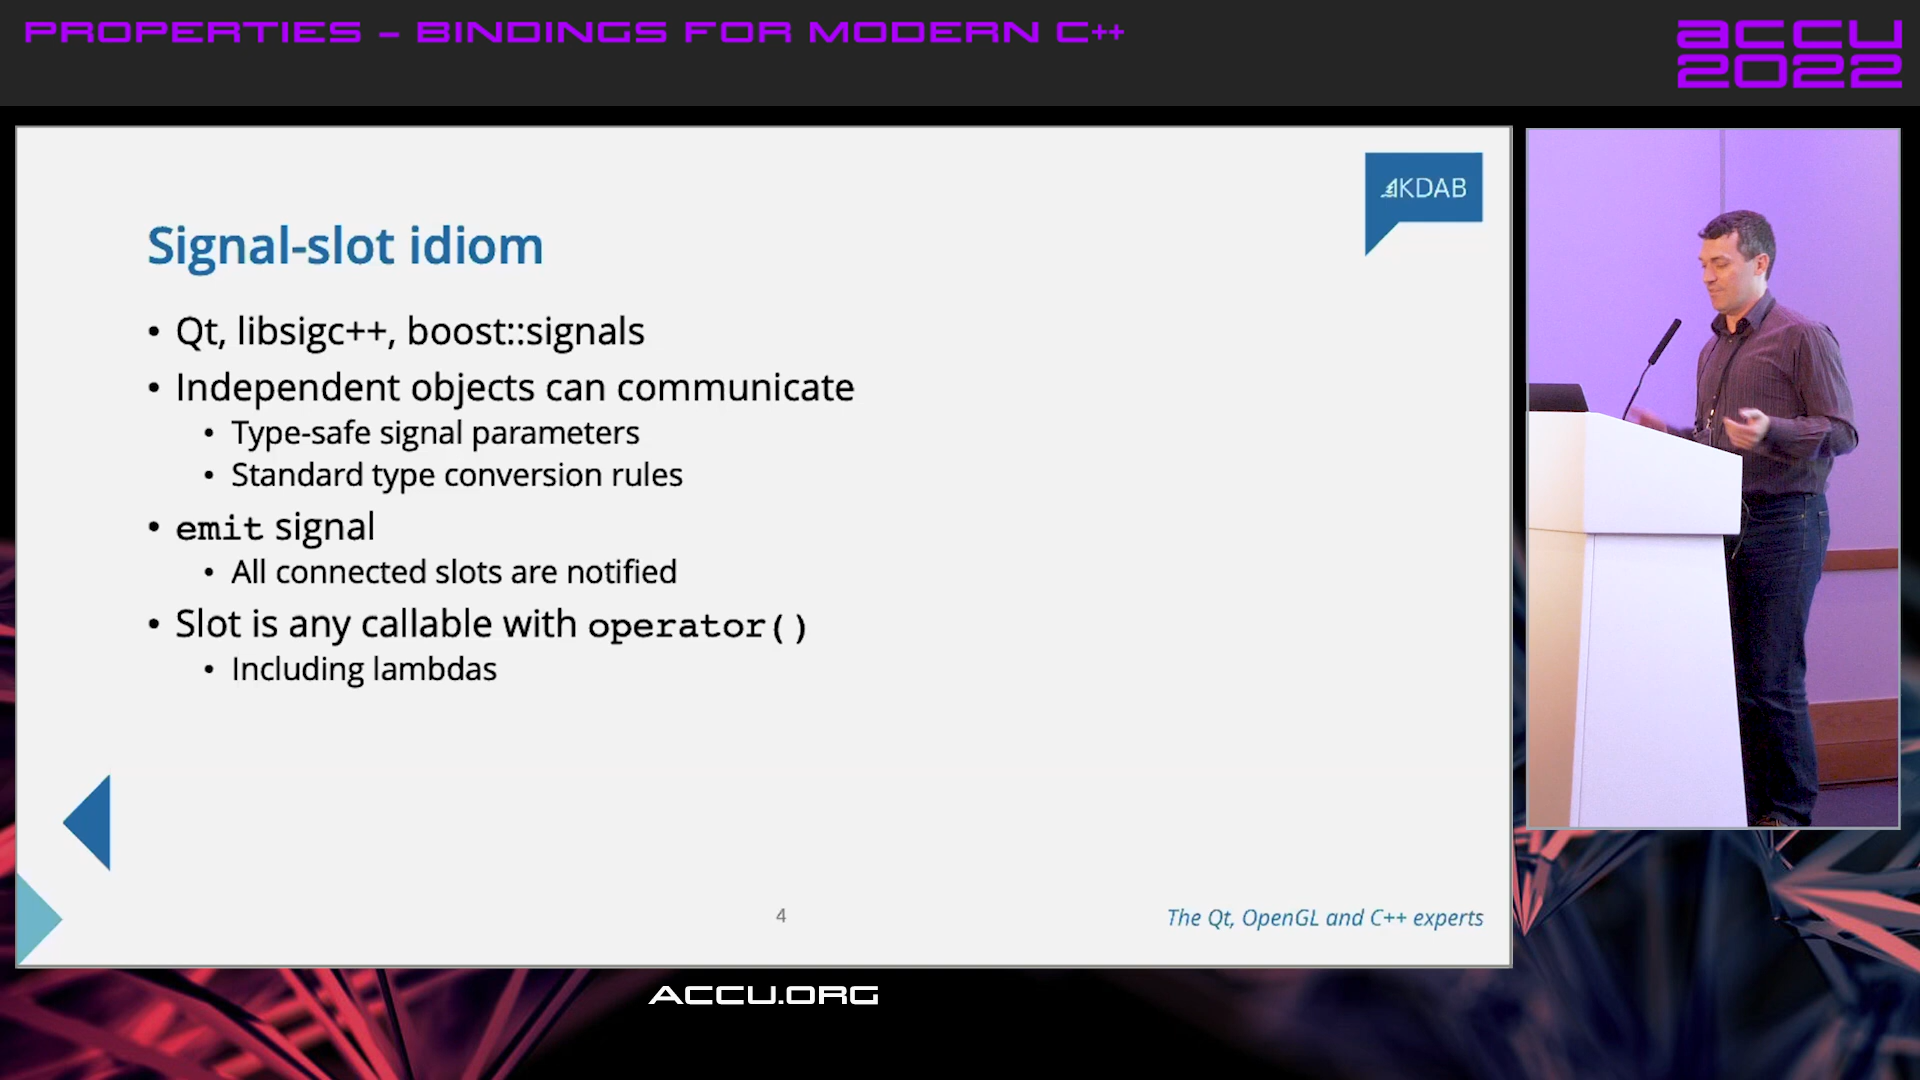 PROPERTIES - BINDINGS FOR MODERN C++
accu
2022
KDAB
Signal-slot idiom
• Qt, libsigc++, boost::signals
• Independent objects can communicate
• Type-safe signal parameters
• Standard type conversion rules
• emit signal
• All connected slots are notified
• Slot is any callable with operator()
• Including lambdas
4
The Qt, OpenGL and C++ experts
ACCU.ORG